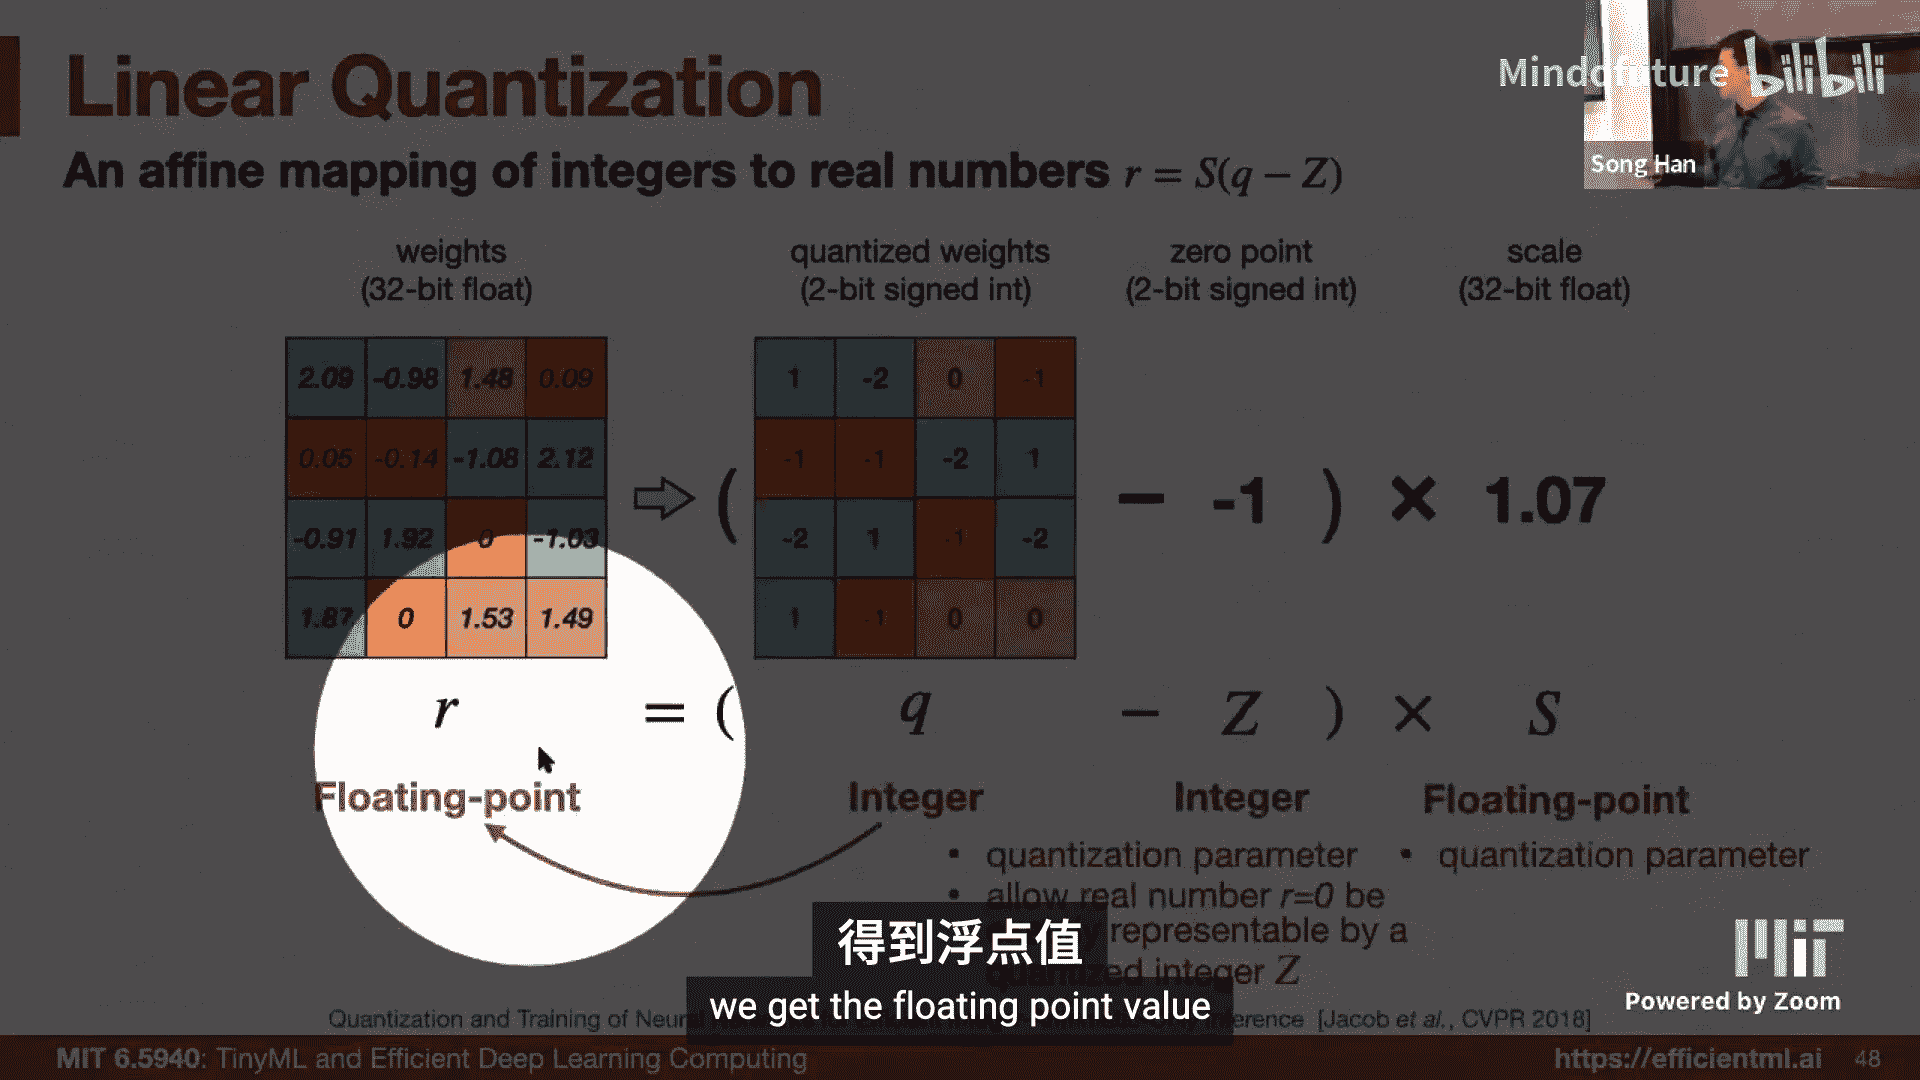 Linear Quantization
Mindofuture bilibili
Song Han
An affine mapping of integers to real numbers r = S(q − Z)
weights
(32-bit float)
quantized weights
(2-bit signed int)
zero point
(2-bit signed int)
scale
(32-bit float)
2.09 -0.98 1.48 0.09
0.05 -0.14 -1.08 2.12
-0.91 1.92 0 -1.03
1.87 0 1.53 1.49
1 -2 0 -1
-1 -1 -2 1
-2 1 -1 -2
1 -1 0 0
( − -1 ) × 1.07
r = ( q − Z ) × S
Floating-point Integer Integer Floating-point
• quantization parameter
• allow real number r=0 be
representable by a
quantized integer Z
• quantization parameter
得到浮点值
we get the floating point value
MIT
Powered by Zoom
Quantization and Training of [Jacob et al., CVPR 2018]
MIT 6.5940: TinyML and Efficient Deep Learning Computing
https://efficientml.ai 48